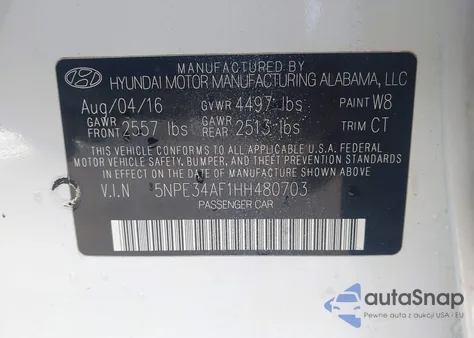 MANUFACTURED BY
HYUNDAI MOTOR MANUFACTURING ALABAMA, LLC
Aug/04/16 GVWR 4497 lbs PAINT W8
GAWR FRONT 2557 lbs GAWR REAR 2513 lbs TRIM CT
THIS VEHICLE CONFORMS TO ALL APPLICABLE U.S.A FEDERAL
MOTOR VEHICLE SAFETY, BUMPER, AND THEFT PREVENTION
STANDARDS IN EFFECT ON THE DATE OF MANUFACTURE SHOWN ABOVE.
V.I.N 5NPE34AF1HH480703
PASSENGER CAR
autoSnap
Pewne auta z aukcji USA i EU